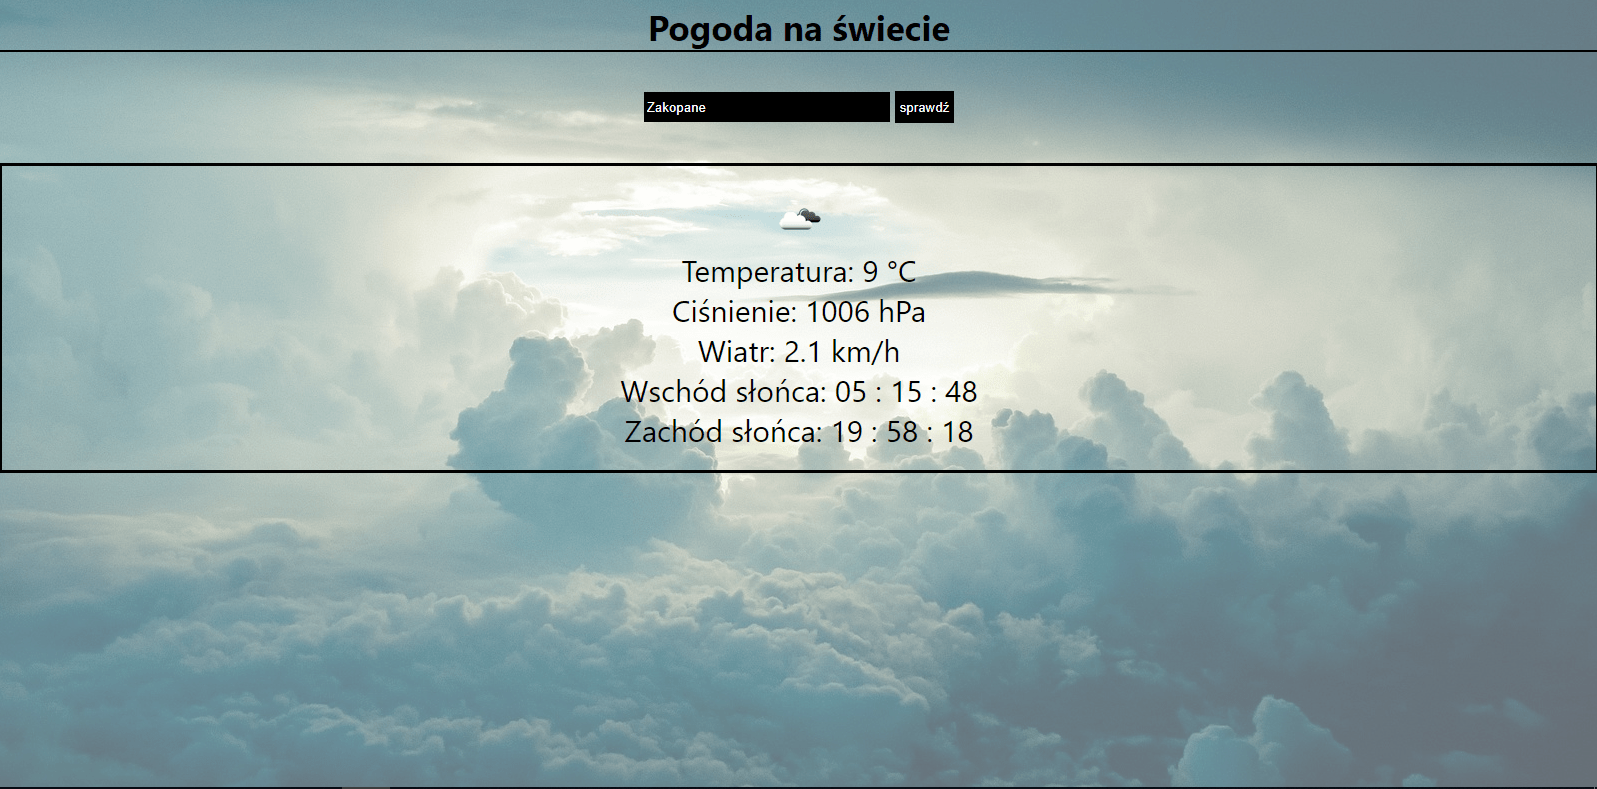 Pogoda na świecie
Zakopane sprawdź
Temperatura: 9 °C
Ciśnienie: 1006 hPa
Wiatr: 2.1 km/h
Wschód słońca: 05 : 15 : 48
Zachód słońca: 19 : 58 : 18